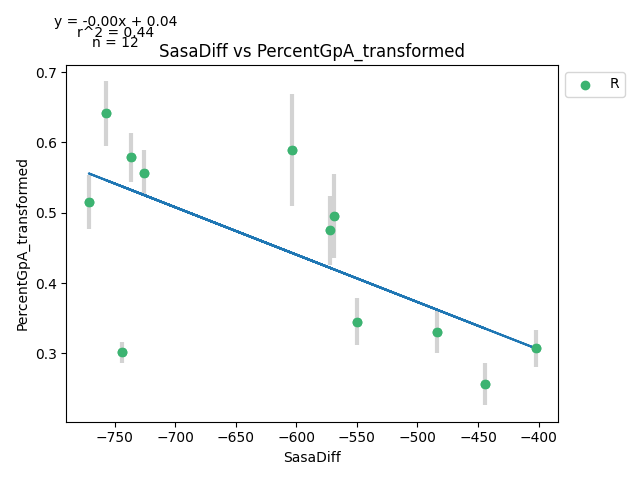 y = -0.00x + 0.04
r^2 = 0.44
n = 12
SasaDiff vs PercentGpA_transformed
R
PercentGpA_transformed
0.7
0.6
0.5
0.4
0.3
−750 −700 −650 −600 −550 −500 −450 −400
SasaDiff